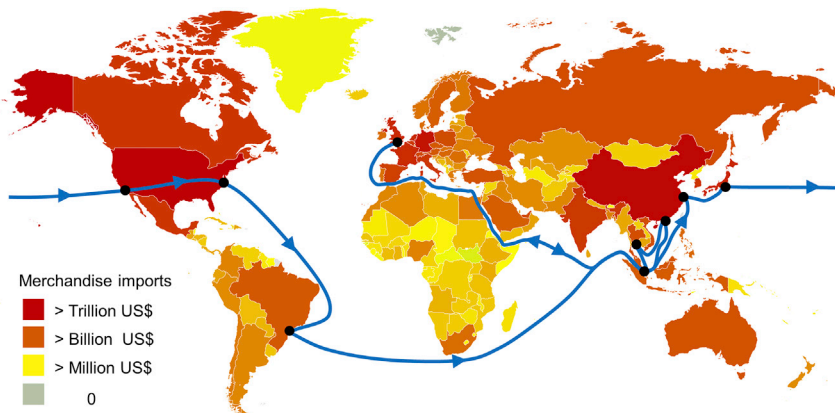 Merchandise imports
> Trillion US$
> Billion US$
> Million US$
0